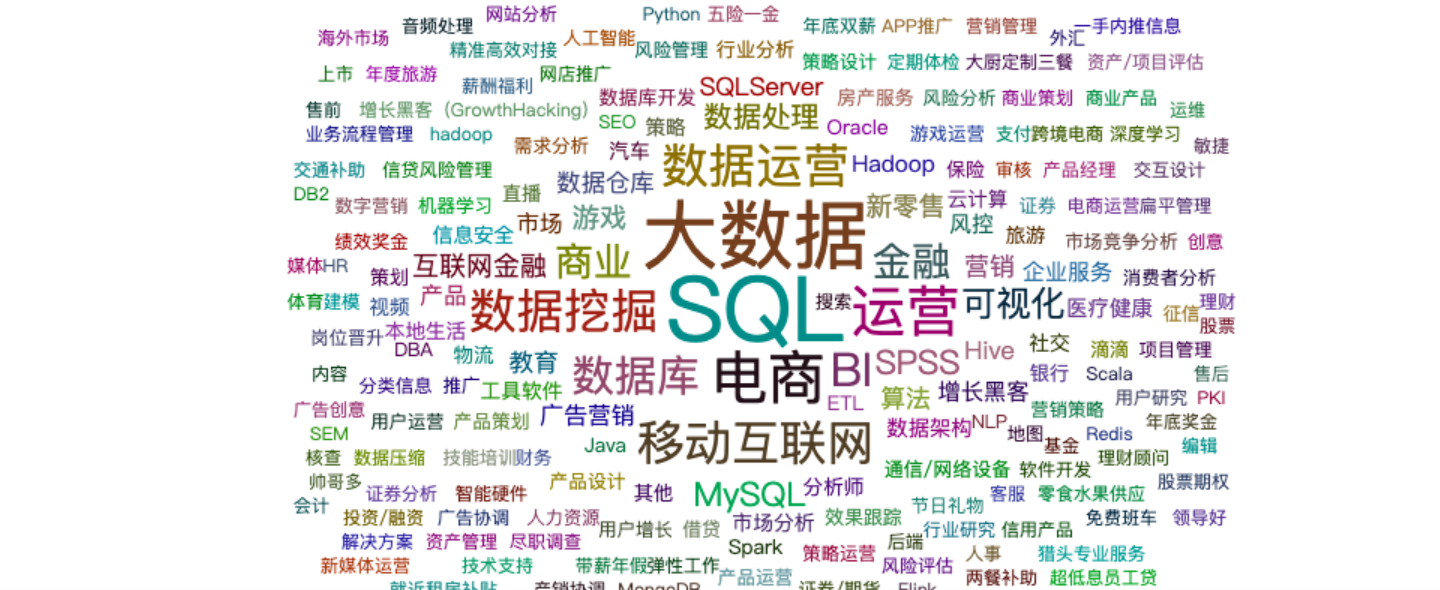 网站分析 Python 五险一金
音频处理 年底双薪 APP推广 营销管理 一手内推信息
海外市场 精准高效对接 人工智能 风险管理 行业分析 外汇
上市 年度旅游 网店推广 策略设计 定期体检 大厨定制三餐 资产/项目评估
薪酬福利 数据库开发 SQLServer 房产服务 风险分析 商业策划 商业产品
售前 增长黑客（GrowthHacking） SEO 策略 数据处理 Oracle 运维
业务流程管理 hadoop 需求分析 汽车 游戏运营 支付 跨境电商 深度学习 敏捷
交通补助 信贷风险管理 数据运营 Hadoop 保险 审核 产品经理 交互设计
DB2 数字营销 机器学习 直播 数据仓库 新零售 云计算 证券 电商运营 扁平管理
绩效奖金 信息安全 市场 游戏 大数据 风控 旅游 市场竞争分析 创意
媒体 HR 策划 互联网金融 商业 金融 营销 企业服务 消费者分析
体育 建模 视频 产品 数据挖掘 SQL 搜索 运营 可视化 医疗健康 征信 理财
岗位晋升 本地生活 股票
DBA 物流 教育 数据库 电商 BI SPSS Hive 社交 滴滴 项目管理
内容 分类信息 推广 工具软件 ETL 算法 增长黑客 银行 Scala 售后
广告创意 用户运营 产品策划 广告营销 营销策略 用户研究 PKI
SEM Java 移动互联网 数据架构 NLP 地图 基金 Redis 年底奖金 编辑
核查 数据压缩 技能培训 财务 通信/网络设备 软件开发 理财顾问
帅哥多 证券分析 智能硬件 产品设计 其他 MySQL 分析师 客服 零食水果供应 股票期权
会计 投资/融资 广告协调 人力资源 用户增长 借贷 市场分析 效果跟踪 节日礼物 免费班车 领导好
解决方案 资产管理 尽职调查 Spark 策略运营 后端 行业研究 信用产品
新媒体运营 技术支持 带薪年假 弹性工作 产品运营 风险评估 人事 猎头专业服务
就近租房补贴 产销协调 MongoDB 证券/期货 Flink 两餐补助 超低息员工贷